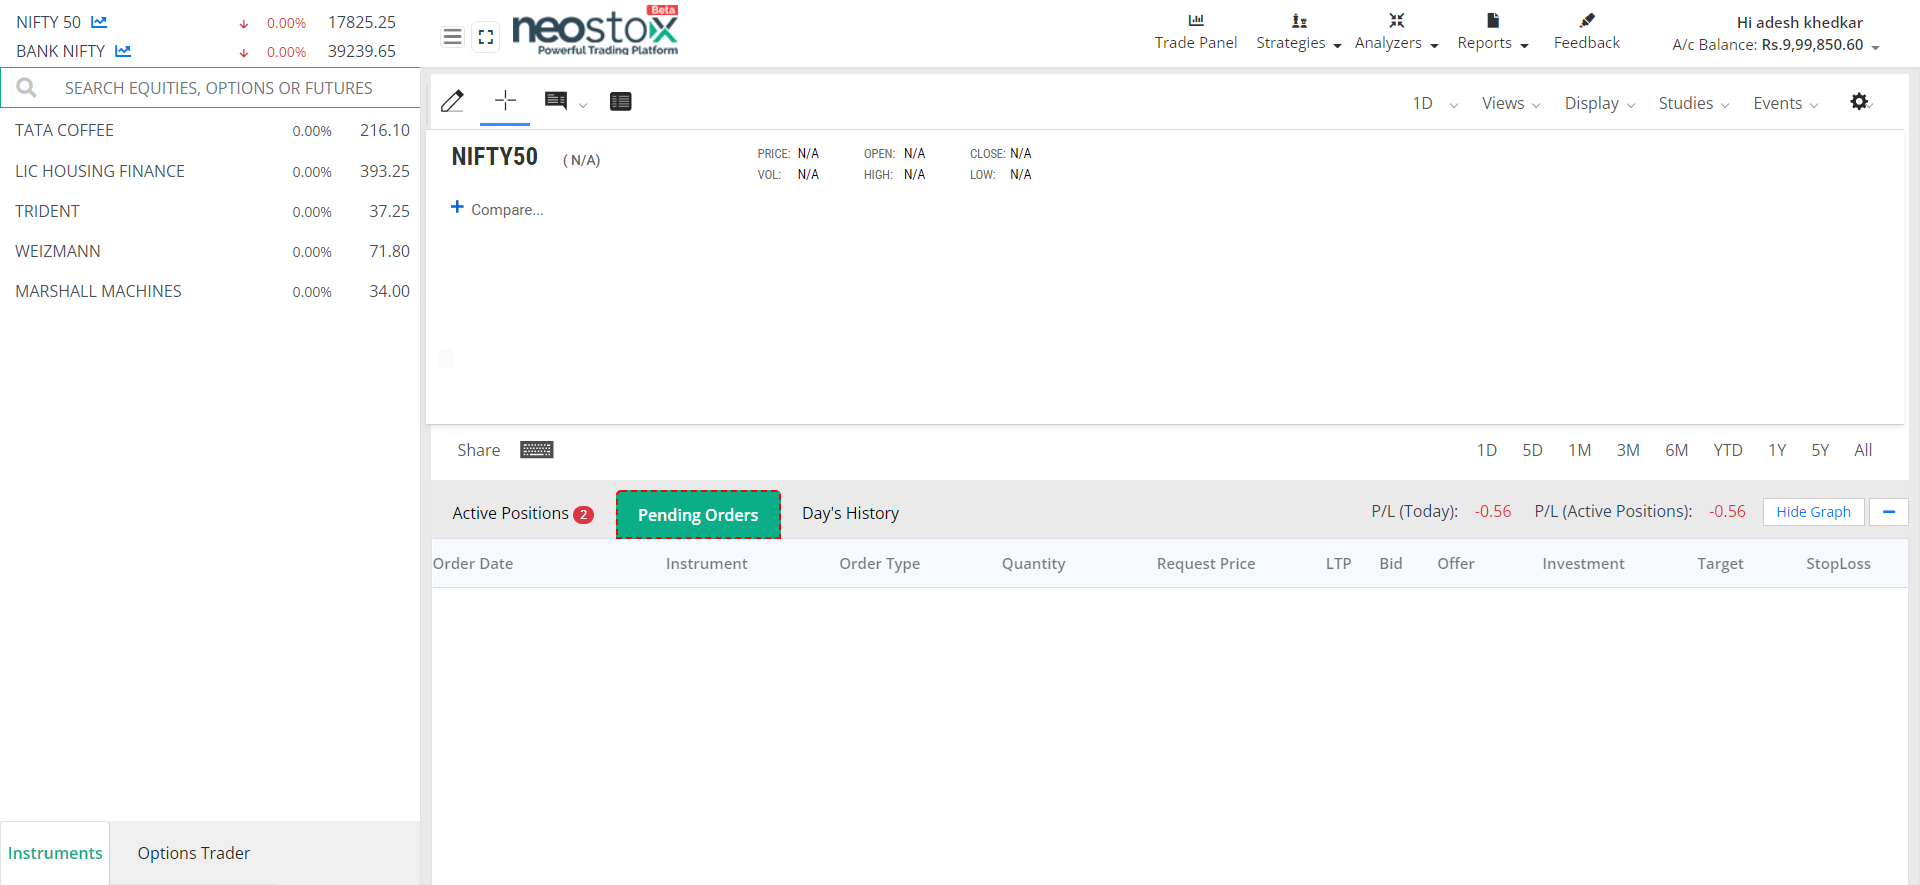 NIFTY 50 0.00% 17825.25
BANK NIFTY 0.00% 39239.65
neostox Beta
Powerful Trading Platform
Trade Panel Strategies Analyzers Reports Feedback
Hi adesh khedkar
A/c Balance: Rs.9,99,850.60
SEARCH EQUITIES, OPTIONS OR FUTURES
TATA COFFEE 0.00% 216.10
LIC HOUSING FINANCE 0.00% 393.25
TRIDENT 0.00% 37.25
WEIZMANN 0.00% 71.80
MARSHALL MACHINES 0.00% 34.00
Instruments Options Trader
1D Views Display Studies Events
NIFTY50 ( N/A)
PRICE: N/A OPEN: N/A CLOSE: N/A
VOL: N/A HIGH: N/A LOW: N/A
+ Compare...
Share 1D 5D 1M 3M 6M YTD 1Y 5Y All
Active Positions 2 Pending Orders Day's History P/L (Today): -0.56 P/L (Active Positions): -0.56 Hide Graph
Order Date Instrument Order Type Quantity Request Price LTP Bid Offer Investment Target StopLoss